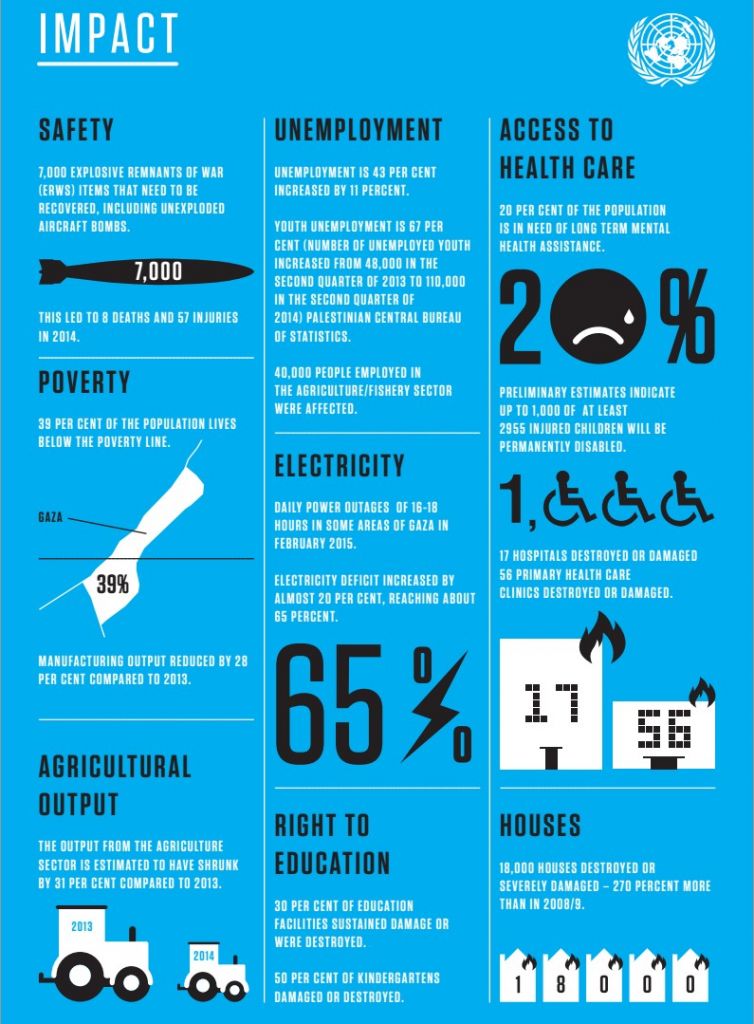 IMPACT
SAFETY
7,000 EXPLOSIVE REMNANTS OF WAR
(ERWS) ITEMS THAT NEED TO BE
RECOVERED, INCLUDING UNEXPLODED
AIRCRAFT BOMBS.
7,000
THIS LED TO 8 DEATHS AND 57 INJURIES
IN 2014.
POVERTY
39 PER CENT OF THE POPULATION LIVES
BELOW THE POVERTY LINE.
GAZA
39%
MANUFACTURING OUTPUT REDUCED BY 28
PER CENT COMPARED TO 2013.
AGRICULTURAL
OUTPUT
THE OUTPUT FROM THE AGRICULTURE
SECTOR IS ESTIMATED TO HAVE SHRUNK
BY 31 PER CENT COMPARED TO 2013.
2013
2014
UNEMPLOYMENT
UNEMPLOYMENT IS 43 PER CENT
INCREASED BY 11 PERCENT.
YOUTH UNEMPLOYMENT IS 67 PER
CENT (NUMBER OF UNEMPLOYED YOUTH
INCREASED FROM 48,000 IN THE
SECOND QUARTER OF 2013 TO 110,000
IN THE SECOND QUARTER OF
2014) PALESTINIAN CENTRAL BUREAU
OF STATISTICS.
40,000 PEOPLE EMPLOYED IN
THE AGRICULTURE/FISHERY SECTOR
WERE AFFECTED.
ELECTRICITY
DAILY POWER OUTAGES OF 16-18
HOURS IN SOME AREAS OF GAZA IN
FEBRUARY 2015.
ELECTRICITY DEFICIT INCREASED BY
ALMOST 20 PER CENT, REACHING ABOUT
65 PERCENT.
65%
RIGHT TO
EDUCATION
30 PER CENT OF EDUCATION
FACILITIES SUSTAINED DAMAGE OR
WERE DESTROYED.
50 PER CENT OF KINDERGARTENS
DAMAGED OR DESTROYED.
ACCESS TO
HEALTH CARE
20 PER CENT OF THE POPULATION
IS IN NEED OF LONG TERM MENTAL
HEALTH ASSISTANCE.
20%
PRELIMINARY ESTIMATES INDICATE
UP TO 1,000 OF AT LEAST
2955 INJURED CHILDREN WILL BE
PERMANENTLY DISABLED.
1,
17 HOSPITALS DESTROYED OR DAMAGED
56 PRIMARY HEALTH CARE
CLINICS DESTROYED OR DAMAGED.
17
56
HOUSES
18,000 HOUSES DESTROYED OR
SEVERELY DAMAGED – 270 PERCENT MORE
THAN IN 2008/9.
1 8 0 0 0